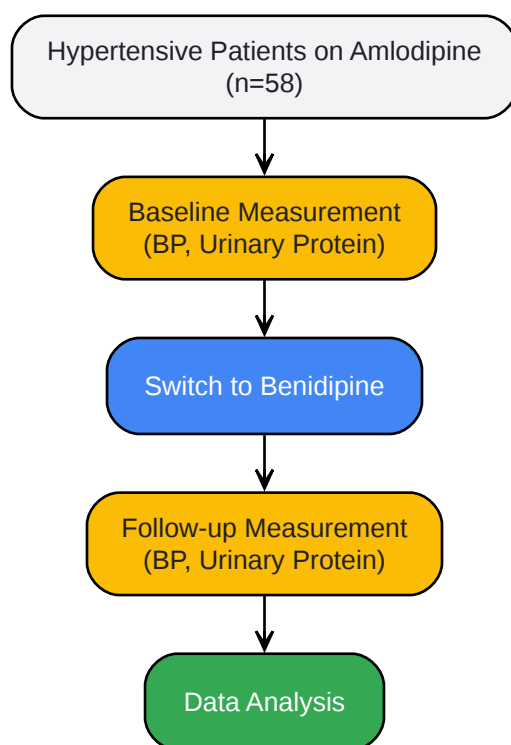 Hypertensive Patients on Amlodipine
(n=58)
Baseline Measurement
(BP, Urinary Protein)
Switch to Benidipine
Follow-up Measurement
(BP, Urinary Protein)
Data Analysis